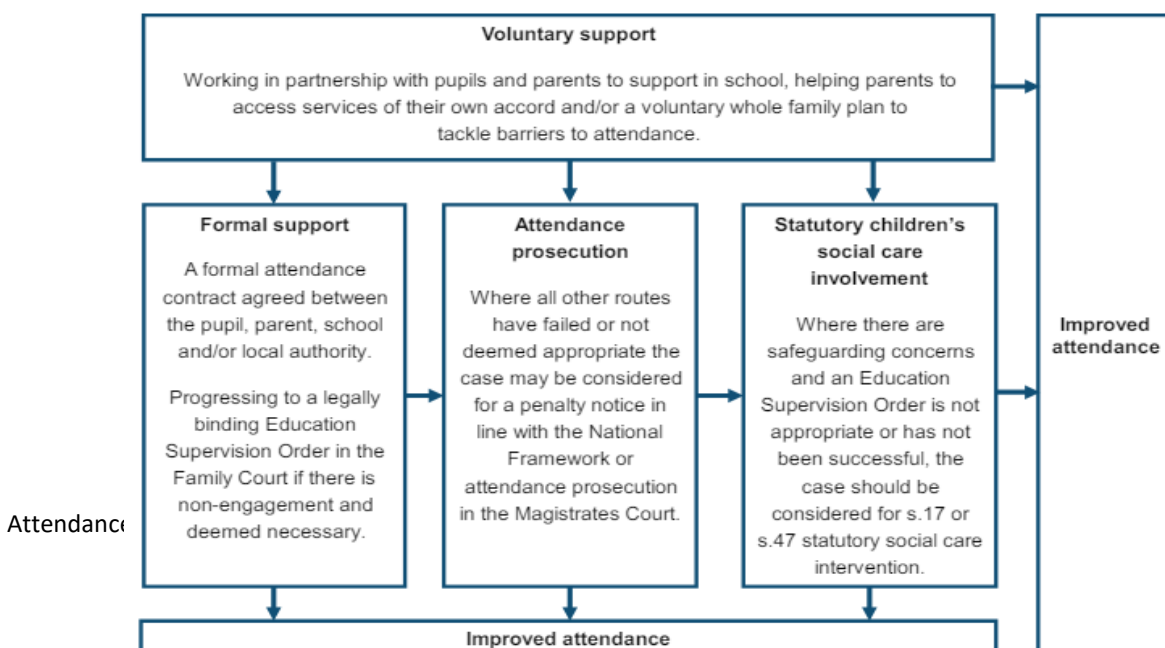 Voluntary support
Working in partnership with pupils and parents to support in school, helping parents to
access services of their own accord and/or a voluntary whole family plan to
tackle barriers to attendance.
Formal support
A formal attendance
contract agreed between
the pupil, parent, school
and/or local authority.
Progressing to a legally
binding Education
Supervision Order in the
Family Court if there is
non-engagement and
deemed necessary.
Attendance
prosecution
Where all other routes
have failed or not
deemed appropriate the
case may be considered
for a penalty notice in
line with the National
Framework or
attendance prosecution
in the Magistrates Court.
Statutory children's
social care
involvement
Where there are
safeguarding concerns
and an Education
Supervision Order is not
appropriate or has not
been successful, the
case should be
considered for s.17 or
s.47 statutory social care
intervention.
Improved
attendance
Attendance
Improved attendance